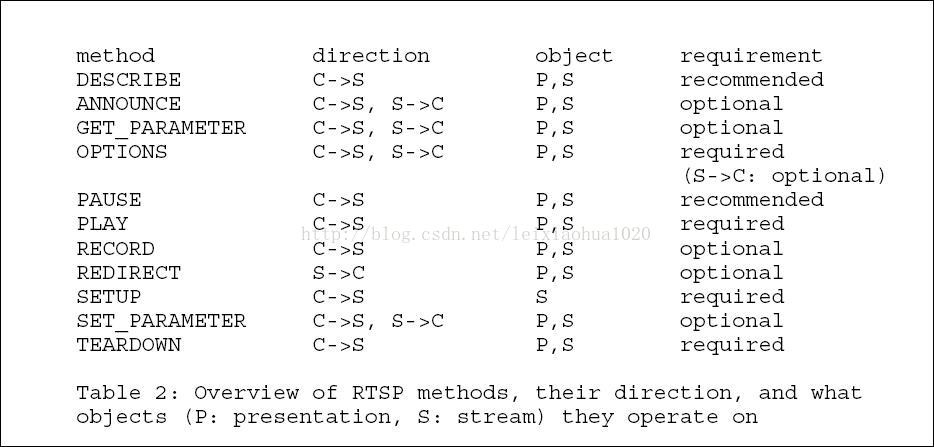 method direction object requirement
DESCRIBE C->S P,S recommended
ANNOUNCE C->S, S->C P,S optional
GET_PARAMETER C->S, S->C P,S optional
OPTIONS C->S, S->C P,S required
(S->C: optional)
PAUSE C->S P,S recommended
PLAY C->S P,S required
http://blog.csdn.net/leixiaohua1020
RECORD C->S P,S optional
REDIRECT S->C P,S optional
SETUP C->S S required
SET_PARAMETER C->S, S->C P,S optional
TEARDOWN C->S P,S required
Table 2: Overview of RTSP methods, their direction, and what
objects (P: presentation, S: stream) they operate on